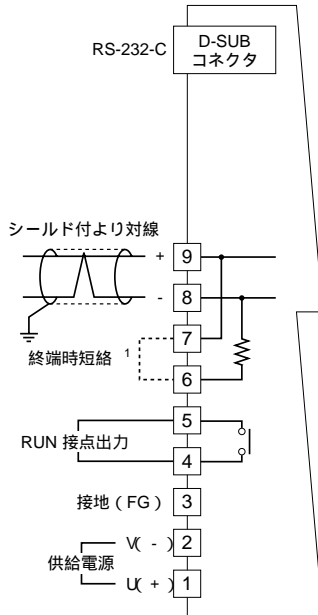 RS-232-C
D-SUB
コネクタ
シールド付より対線
+ 9
- 8
7
終端時短絡 1
6
5
RUN 接点出力
4
接地（FG） 3
V( - ) 2
供給電源
U( + ) 1